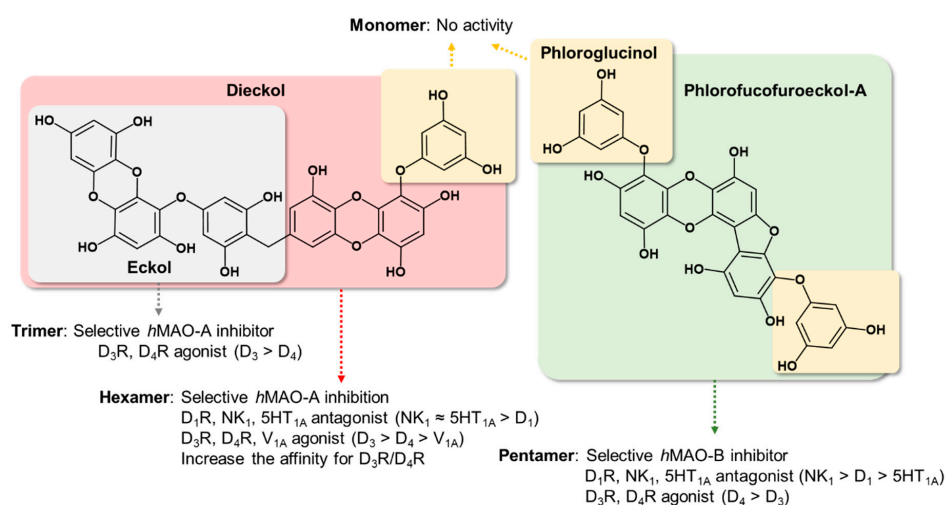 Monomer: No activity
Phloroglucinol
Dieckol
Phlorofucofuroeckol-A
OH
HO
OH
HO
OH
HO
OH
O
O
O
O
HO
OH
OH
OH
Eckol
OH
O
O
O
OH
OH
HO
O
OH
HO
O
O
OH
O
HO
OH
O
OH
HO
Trimer: Selective hMAO-A inhibitor
D3R, D4R agonist (D3 > D4)
Hexamer: Selective hMAO-A inhibition
D1R, NK1, 5HT1A antagonist (NK1 ≈ 5HT1A > D1)
D3R, D4R, V1A agonist (D3 > D4 > V1A)
Increase the affinity for D3R/D4R
Pentamer: Selective hMAO-B inhibitor
D1R, NK1, 5HT1A antagonist (NK1 > D1 > 5HT1A)
D3R, D4R agonist (D4 > D3)